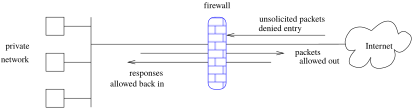 firewall
unsolicited packets
denied entry
private
network
Internet
packets
allowed out
responses
allowed back in